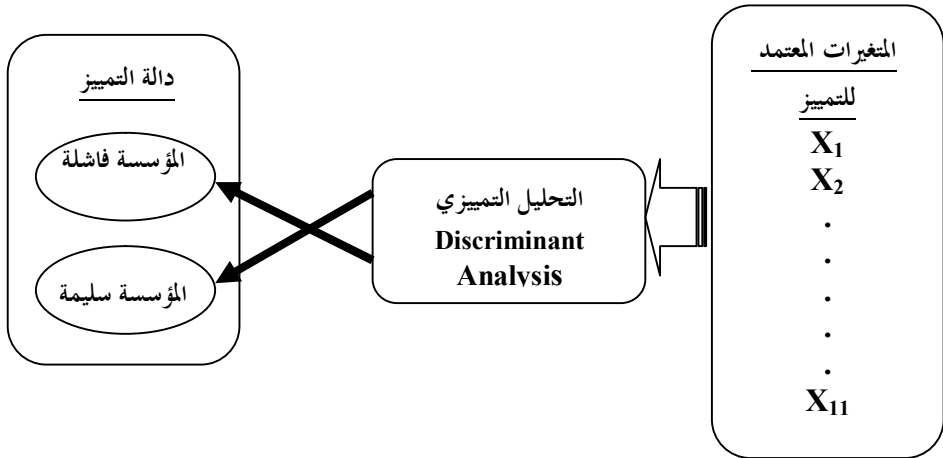 المتغيرات المعتمد
للتمييز
X₁
X₂
.
.
.
.
.
X₁₁
التحليل التمييزي
Discriminant
Analysis
دالة التمييز
المؤسسة فاشلة
المؤسسة سليمة